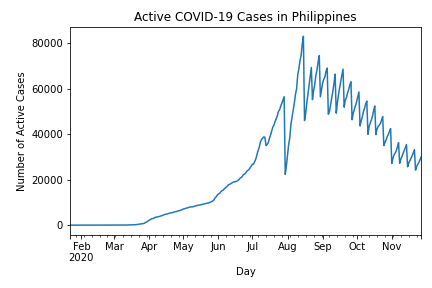 Active COVID-19 Cases in Philippines
Number of Active Cases
80000
60000
40000
20000
0
Feb Mar Apr May Jun Jul Aug Sep Oct Nov
2020
Day